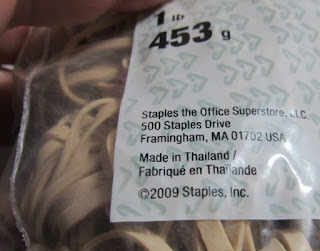 1 lb
453 g
Staples the Office Superstore, LLC.
500 Staples Drive
Framingham, MA 01702 USA
Made in Thailand /
Fabriqué en Thaïlande
©2009 Staples, Inc.